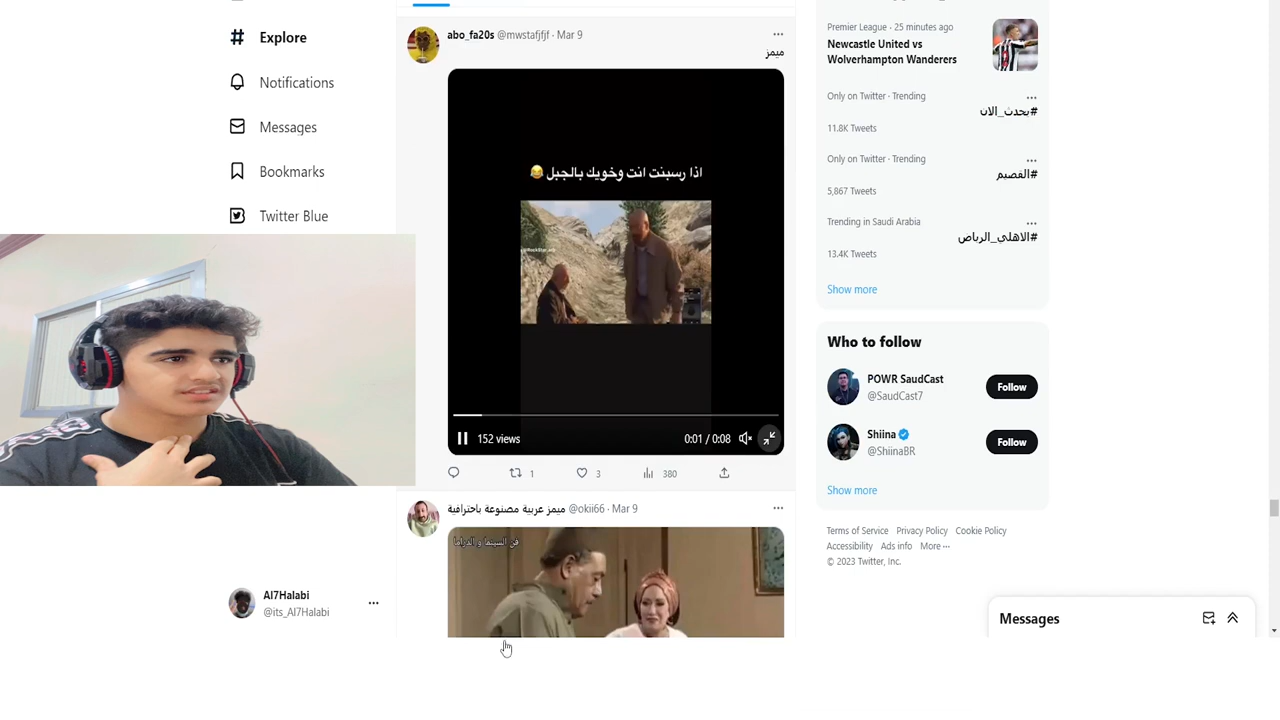 Explore
Notifications
Messages
Bookmarks
Twitter Blue
Al7Halabi
@its_Al7Halabi
abo_fa20s @mwstafjfjf · Mar 9
ميمز
اذا رسبنت انت وخويك بالجبل 😂
152 views
0:01 / 0:08
1
3
380
ميمز عربية مصنوعة باحترافية @okii66 · Mar 9
فن السينما و الدراما
Premier League · 25 minutes ago
Newcastle United vs
Wolverhampton Wanderers
Only on Twitter · Trending
#يحدث_الان
11.8K Tweets
Only on Twitter · Trending
#القصيم
5,867 Tweets
Trending in Saudi Arabia
#الاهلي_الرياض
13.4K Tweets
Show more
Who to follow
POWR SaudCast
@SaudCast7
Follow
Shiina
@ShiinaBR
Follow
Show more
Terms of Service Privacy Policy Cookie Policy
Accessibility Ads info More ···
© 2023 Twitter, Inc.
Messages